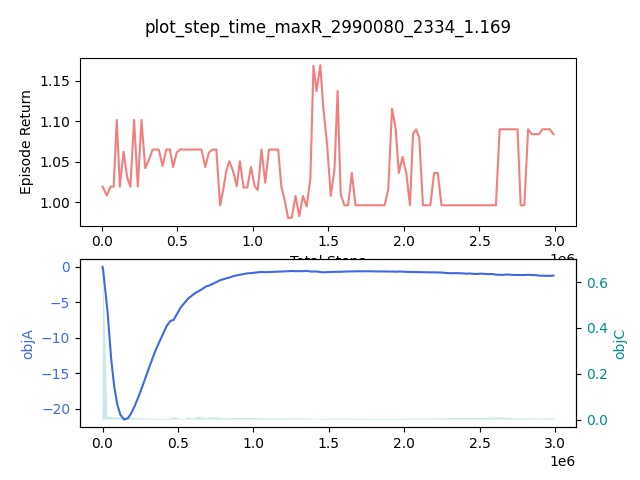 plot_step_time_maxR_2990080_2334_1.169
1.15
1.10
1.05
1.00
Episode Return
0.0 0.5 1.0 1.5 2.0 2.5 3.0
Total Steps
1e6
0
−5
−10
−15
−20
objA
0.6
0.4
0.2
0.0
objC
0.0 0.5 1.0 1.5 2.0 2.5 3.0
1e6